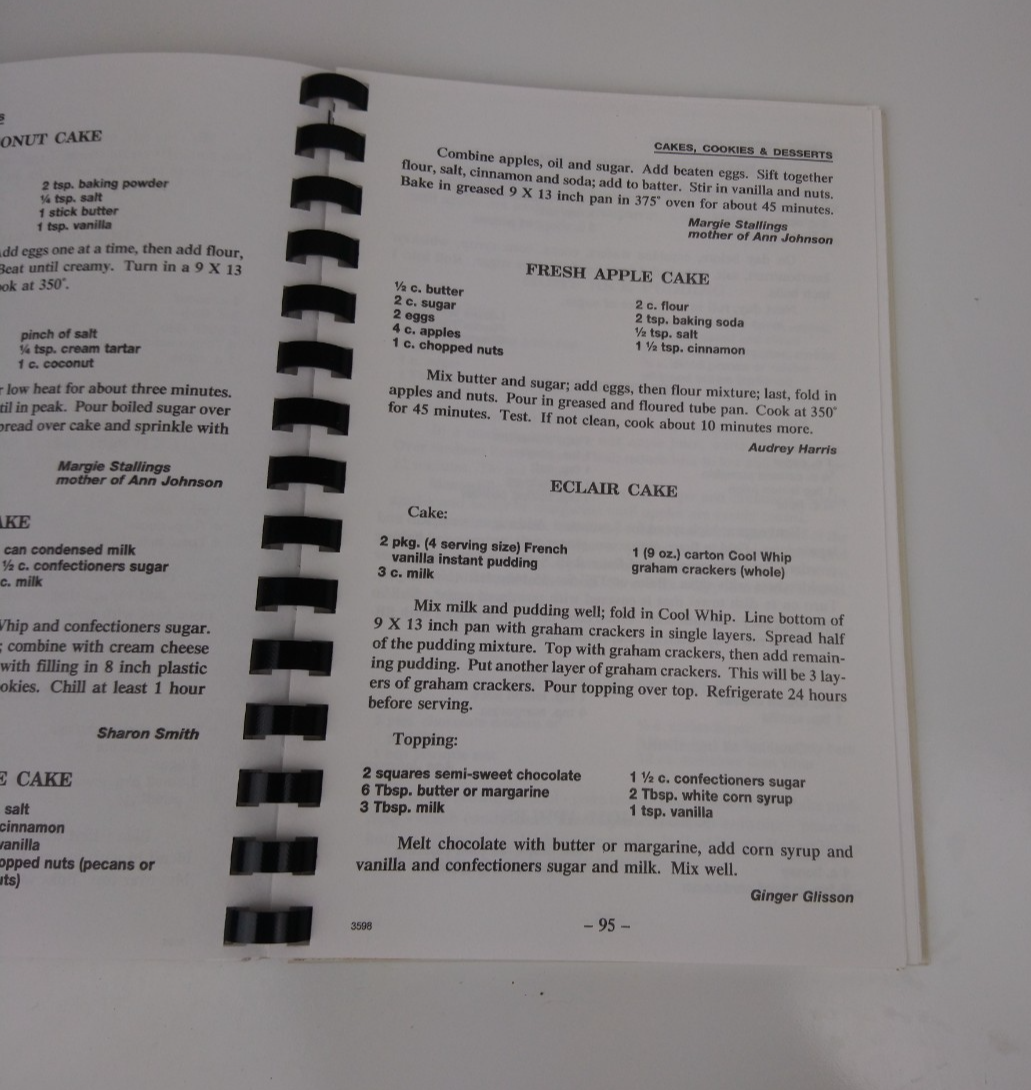 ONUT CAKE
2 tsp. baking powder
¼ tsp. salt
1 stick butter
1 tsp. vanilla
dd eggs one at a time, then add flour,
Beat until creamy. Turn in a 9 X 13
ok at 350°.
pinch of salt
¼ tsp. cream tartar
1 c. coconut
r low heat for about three minutes.
til in peak. Pour boiled sugar over
pread over cake and sprinkle with
Margie Stallings
mother of Ann Johnson
AKE
can condensed milk
½ c. confectioners sugar
c. milk
Whip and confectioners sugar.
; combine with cream cheese
with filling in 8 inch plastic
okies. Chill at least 1 hour
Sharon Smith
E CAKE
salt
cinnamon
vanilla
opped nuts (pecans or
uts)
CAKES, COOKIES & DESSERTS
Combine apples, oil and sugar. Add beaten eggs. Sift together
flour, salt, cinnamon and soda; add to batter. Stir in vanilla and nuts.
Bake in greased 9 X 13 inch pan in 375° oven for about 45 minutes.
Margie Stallings
mother of Ann Johnson
FRESH APPLE CAKE
½ c. butter
2 c. sugar
2 eggs
4 c. apples
1 c. chopped nuts
2 c. flour
2 tsp. baking soda
½ tsp. salt
1 ½ tsp. cinnamon
Mix butter and sugar; add eggs, then flour mixture; last, fold in
apples and nuts. Pour in greased and floured tube pan. Cook at 350°
for 45 minutes. Test. If not clean, cook about 10 minutes more.
Audrey Harris
ECLAIR CAKE
Cake:
2 pkg. (4 serving size) French
vanilla instant pudding
3 c. milk
1 (9 oz.) carton Cool Whip
graham crackers (whole)
Mix milk and pudding well; fold in Cool Whip. Line bottom of
9 X 13 inch pan with graham crackers in single layers. Spread half
of the pudding mixture. Top with graham crackers, then add remain-
ing pudding. Put another layer of graham crackers. This will be 3 lay-
ers of graham crackers. Pour topping over top. Refrigerate 24 hours
before serving.
Topping:
2 squares semi-sweet chocolate
6 Tbsp. butter or margarine
3 Tbsp. milk
1 ½ c. confectioners sugar
2 Tbsp. white corn syrup
1 tsp. vanilla
Melt chocolate with butter or margarine, add corn syrup and
vanilla and confectioners sugar and milk. Mix well.
Ginger Glisson
3598
– 95 –